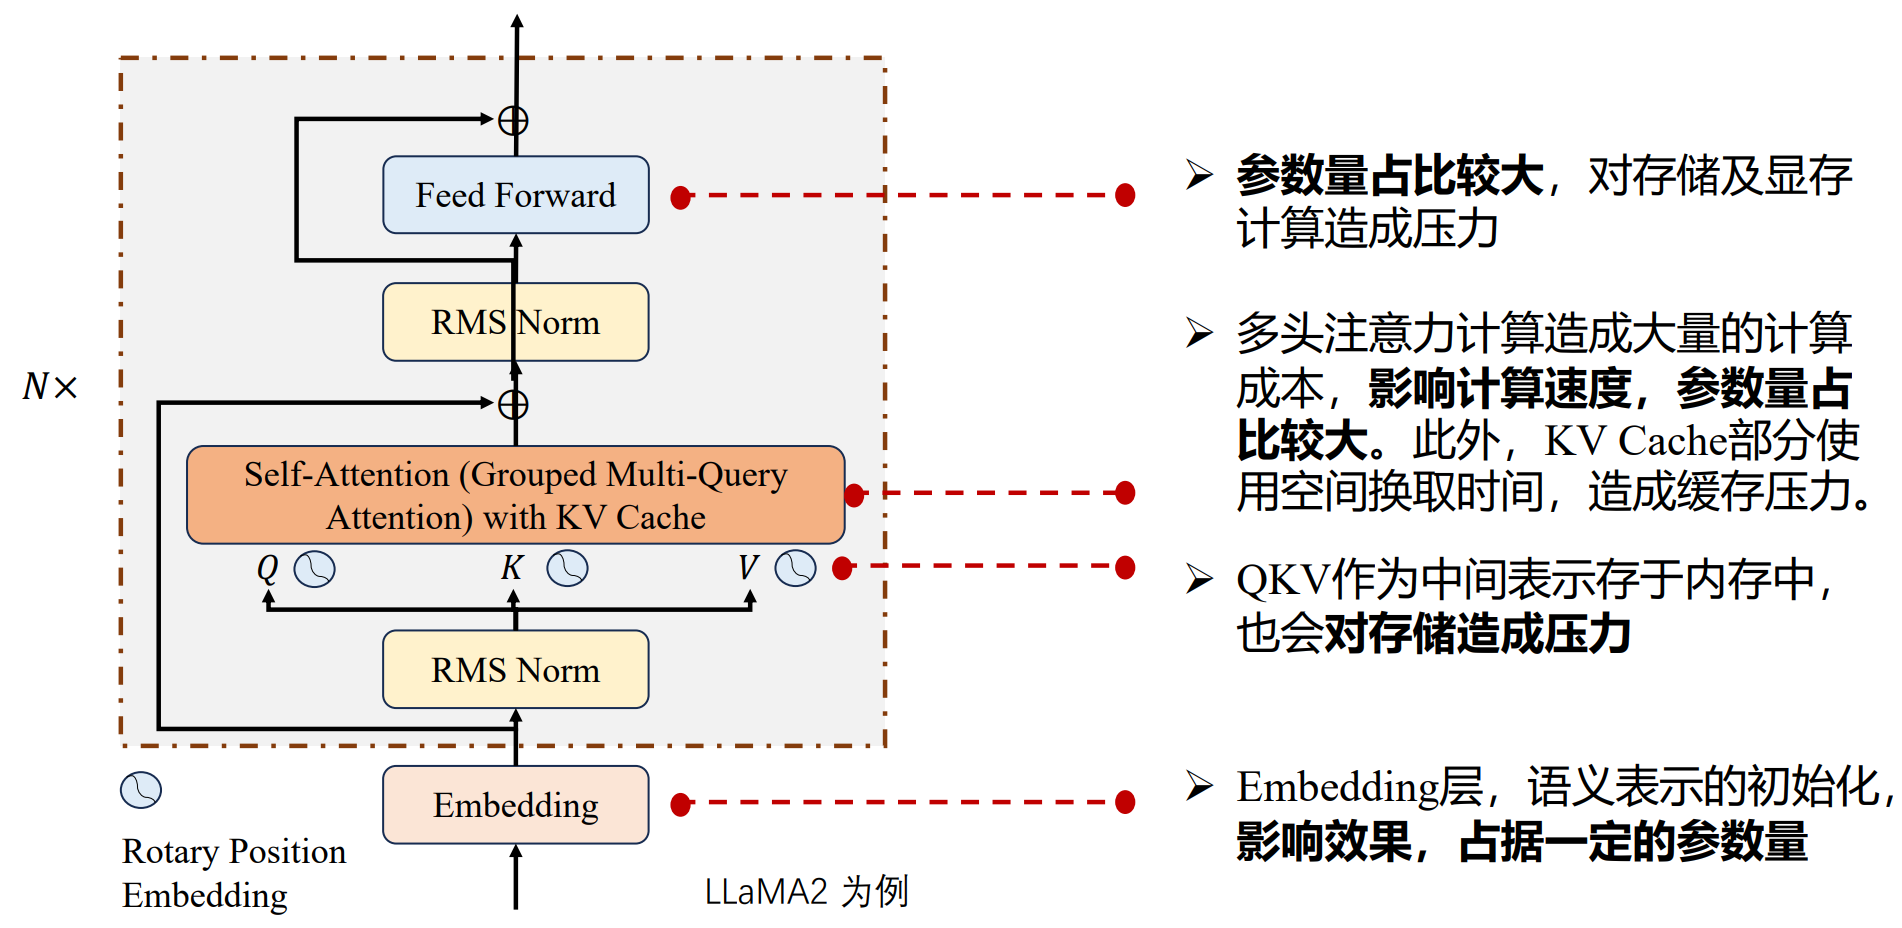 Feed Forward
RMS Norm
N×
Self-Attention (Grouped Multi-Query
Attention) with KV Cache
Q K V
RMS Norm
Embedding
Rotary Position
Embedding
LLaMA2 为例
➢ 参数量占比较大，对存储及显存
计算造成压力
➢ 多头注意力计算造成大量的计算
成本，影响计算速度，参数量占
比较大。此外，KV Cache部分使
用空间换取时间，造成缓存压力。
➢ QKV作为中间表示存于内存中，
也会对存储造成压力
➢ Embedding层，语义表示的初始化，
影响效果，占据一定的参数量